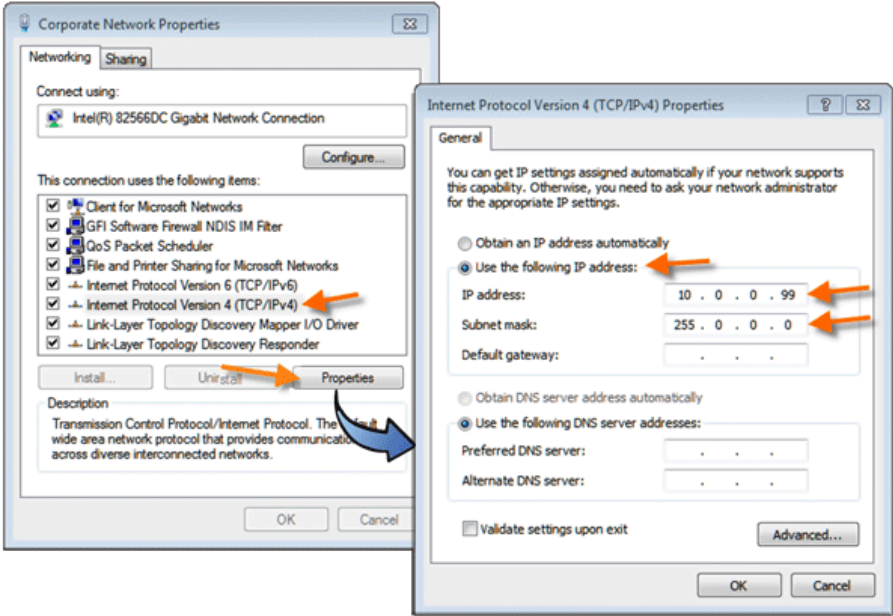 Corporate Network Properties
Networking
Sharing
Connect using:
Intel(R) 82566DC Gigabit Network Connection
Configure...
This connection uses the following items:
Client for Microsoft Networks
GFI Software Firewall NDIS IM Filter
QoS Packet Scheduler
File and Printer Sharing for Microsoft Networks
Internet Protocol Version 6 (TCP/IPv6)
Internet Protocol Version 4 (TCP/IPv4)
Link-Layer Topology Discovery Mapper I/O Driver
Link-Layer Topology Discovery Responder
Install...
Uninstall
Properties
Description
Transmission Control Protocol/Internet Protocol. The
wide area network protocol that provides
across diverse interconnected networks.
OK
Cancel
Internet Protocol Version 4 (TCP/IPv4) Properties
?
General
You can get IP settings assigned automatically if your network supports
this capability. Otherwise, you need to ask your network administrator
for the appropriate IP settings.
Obtain an IP address automatically
Use the following IP address:
IP address:
10 . 0 . 0 . 99
Subnet mask:
255 . 0 . 0 . 0
Default gateway:
. . .
Obtain DNS server address automatically
Use the following DNS server addresses:
Preferred DNS server:
. . .
Alternate DNS server:
. . .
Validate settings upon exit
Advanced...
OK
Cancel